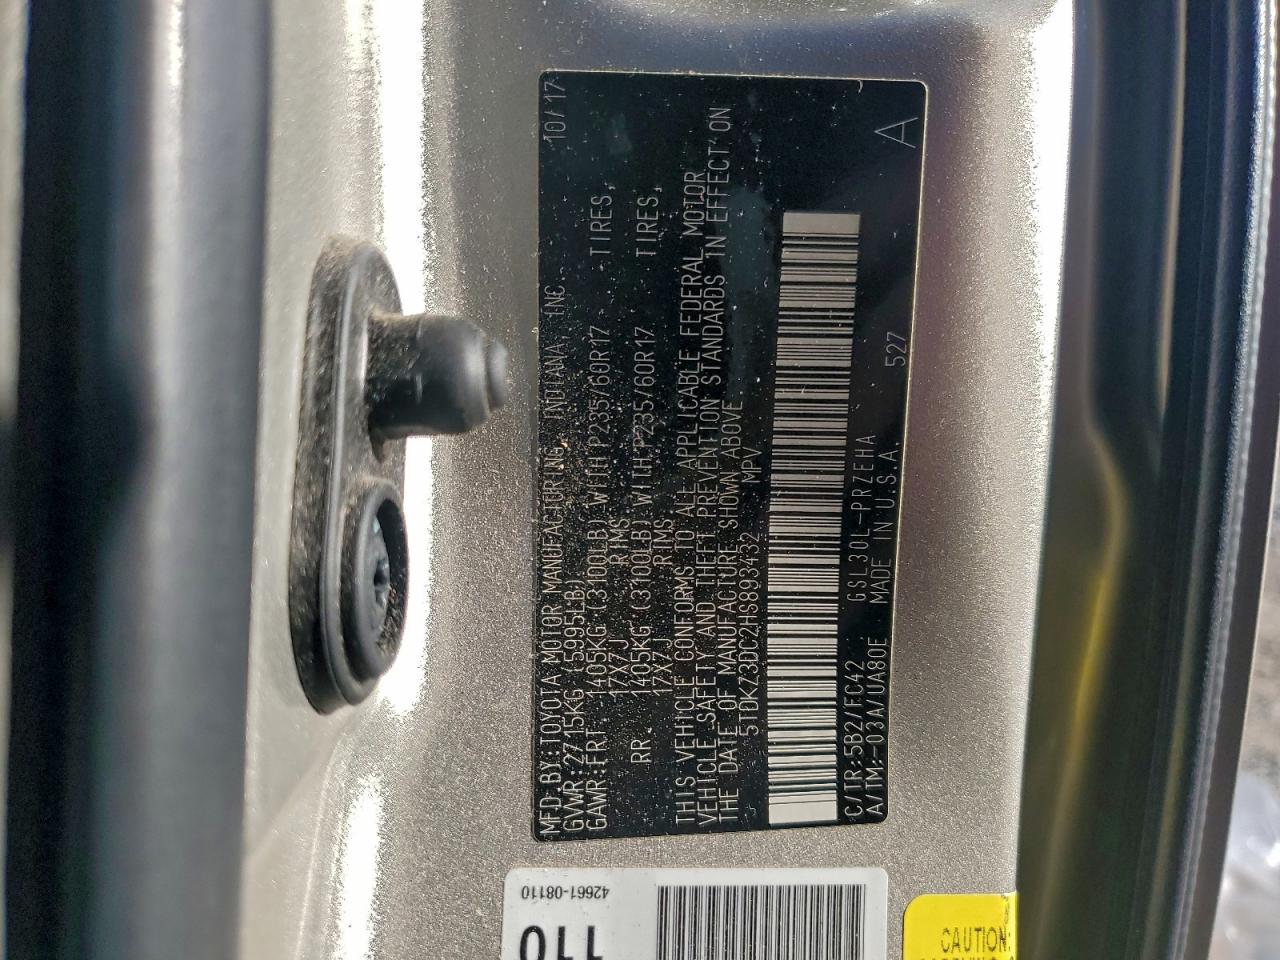 MFD.BY:TOYOTA MOTOR MANUFACTURING, INDIANA, INC. 10/17
GVWR:2715KG( 5995LB)
GAWR:FRT. 1405KG (3100LB) WITH P235/60R17 TIRES,
17X7J RIMS
RR. 1405KG (3100LB) WITH P235/60R17 TIRES,
17X7J RIMS
THIS VEHICLE CONFORMS TO ALL APPLICABLE FEDERAL MOTOR
VEHICLE SAFETY AND THEFT PREVENTION STANDARDS IN EFFECT ON
THE DATE OF MANUFACTURE SHOWN ABOVE.
5TDKZ3DC2HS893432 MPV
C/TR:5B2/FC42 GSL30L-PRZEHA
A/TM:-03A/UA80E MADE IN U.S.A. 527
A
42661-08110
110
CAUTION: